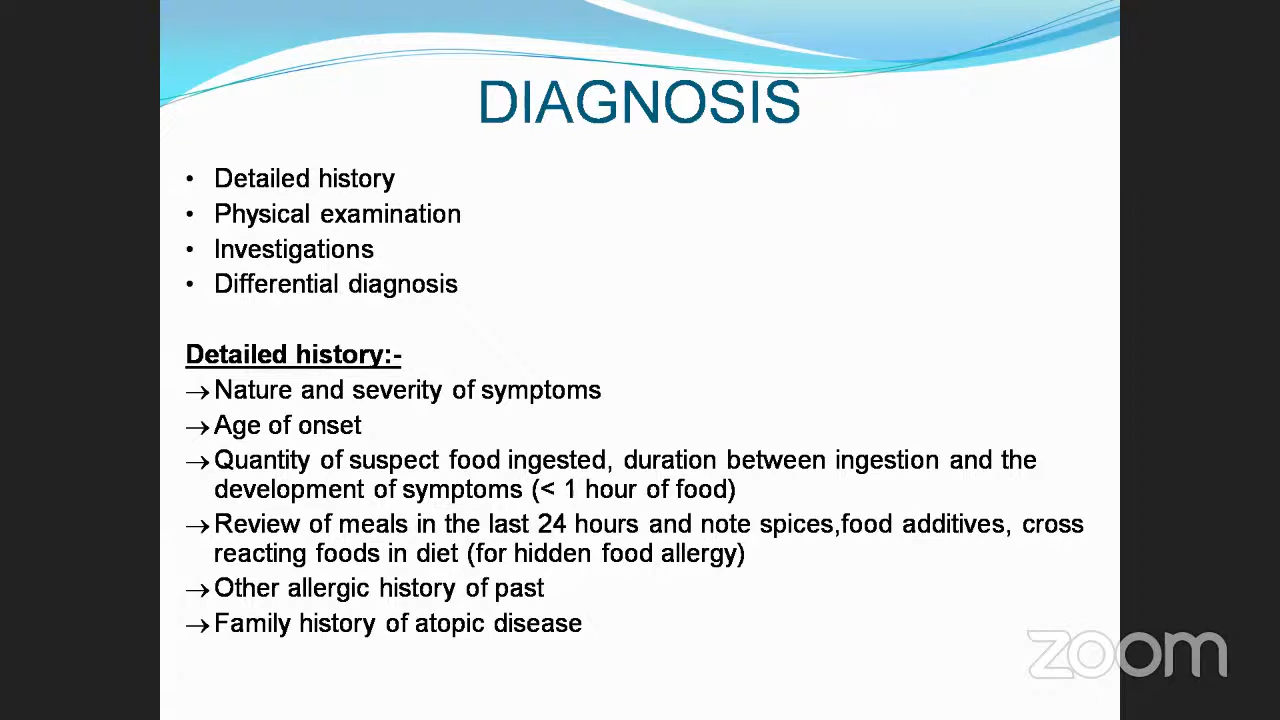 DIAGNOSIS
• Detailed history
• Physical examination
• Investigations
• Differential diagnosis
Detailed history:-
→Nature and severity of symptoms
→Age of onset
→Quantity of suspect food ingested, duration between ingestion and the
development of symptoms (< 1 hour of food)
→Review of meals in the last 24 hours and note spices,food additives, cross
reacting foods in diet (for hidden food allergy)
→Other allergic history of past
→Family history of atopic disease
zoom